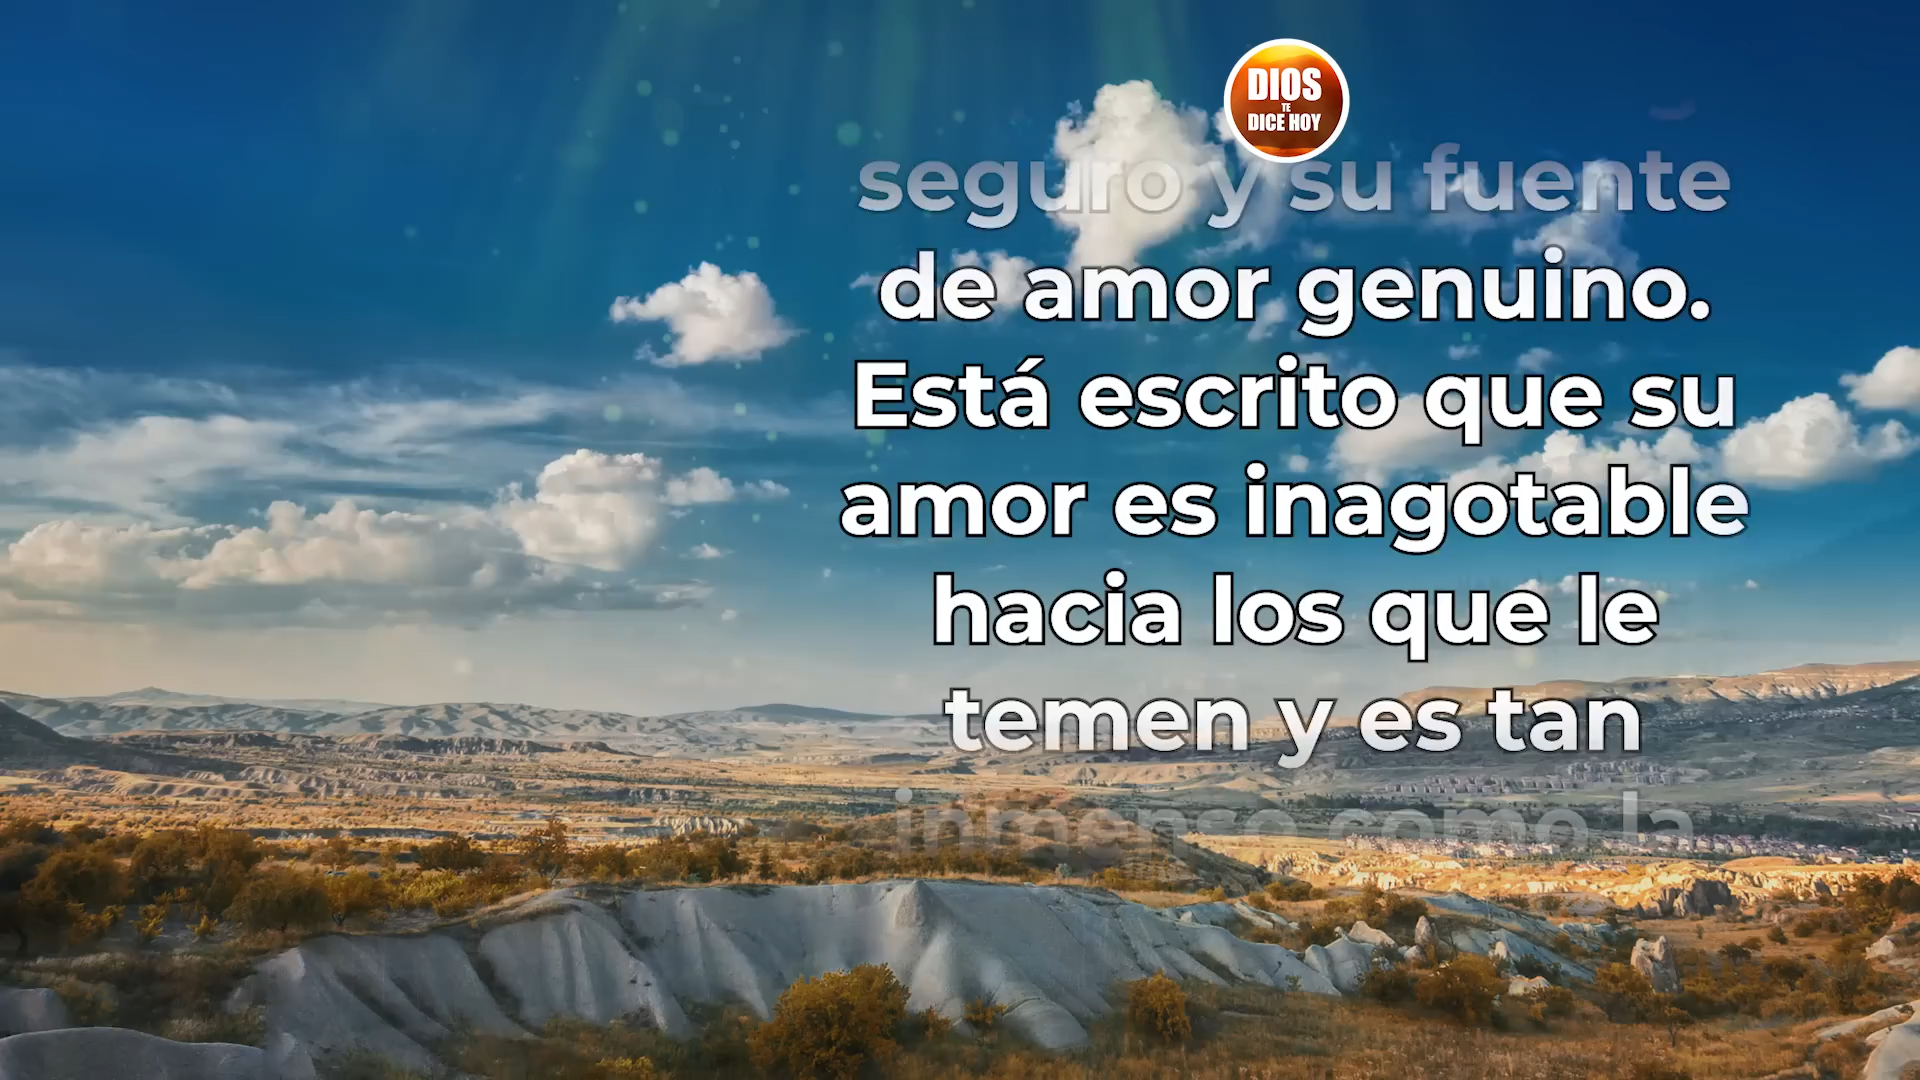 DIOS
TE
DICE HOY
seguro y su fuente
de amor genuino.
Está escrito que su
amor es inagotable
hacia los que le
temen y es tan
inmenso como la